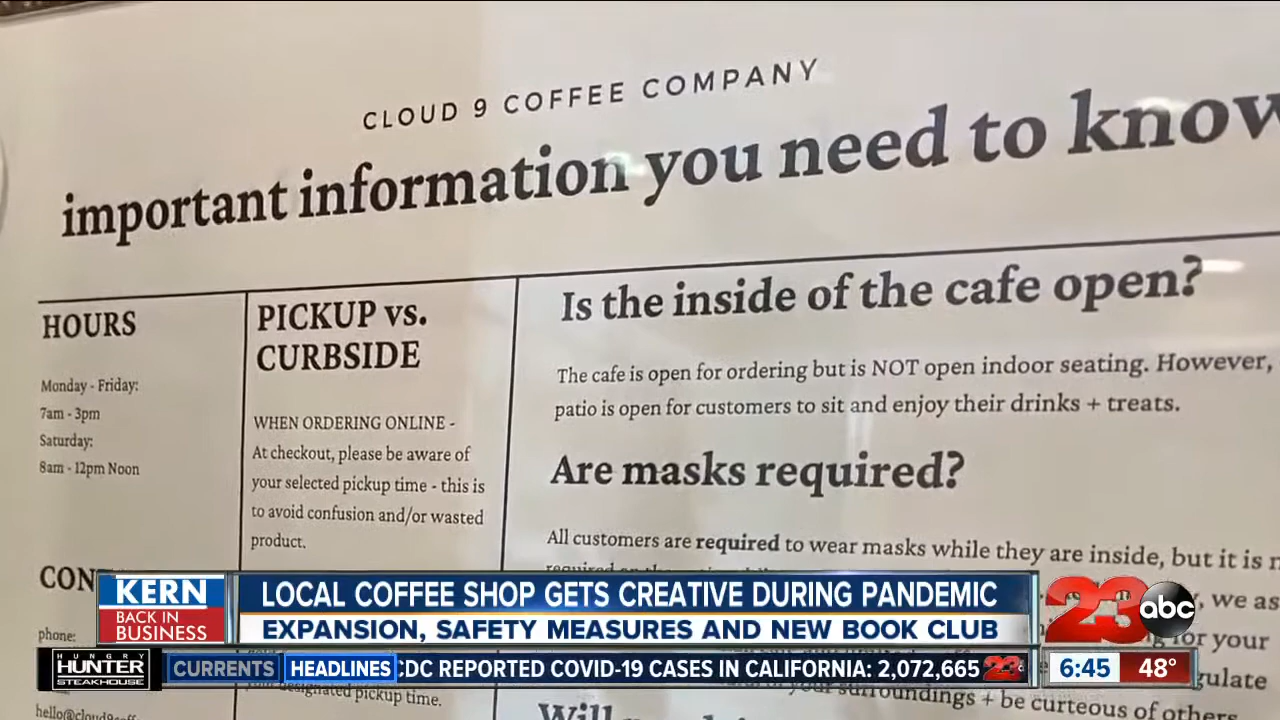 CLOUD 9 COFFEE COMPANY
important information you need to know
HOURS
Monday - Friday:
7am - 3pm
Saturday:
8am - 12pm Noon
PICKUP vs.
CURBSIDE
WHEN ORDERING ONLINE -
At checkout, please be aware of
your selected pickup time - this is
to avoid confusion and/or wasted
product.
Is the inside of the cafe open?
The cafe is open for ordering but is NOT open indoor seating. However,
patio is open for customers to sit and enjoy their drinks + treats.
Are masks required?
All customers are required to wear masks while they are inside, but it is
, we as
for your
gulate
your surroundings + be curteous of others
Will
phone:
designated pickup time.
KERN
BACK IN
BUSINESS
LOCAL COFFEE SHOP GETS CREATIVE DURING PANDEMIC
EXPANSION, SAFETY MEASURES AND NEW BOOK CLUB
23 abc
HUNGRY
HUNTER
STEAKHOUSE
CURRENTS
HEADLINES
CDC REPORTED COVID-19 CASES IN CALIFORNIA: 2,072,665
23
6:45
48°